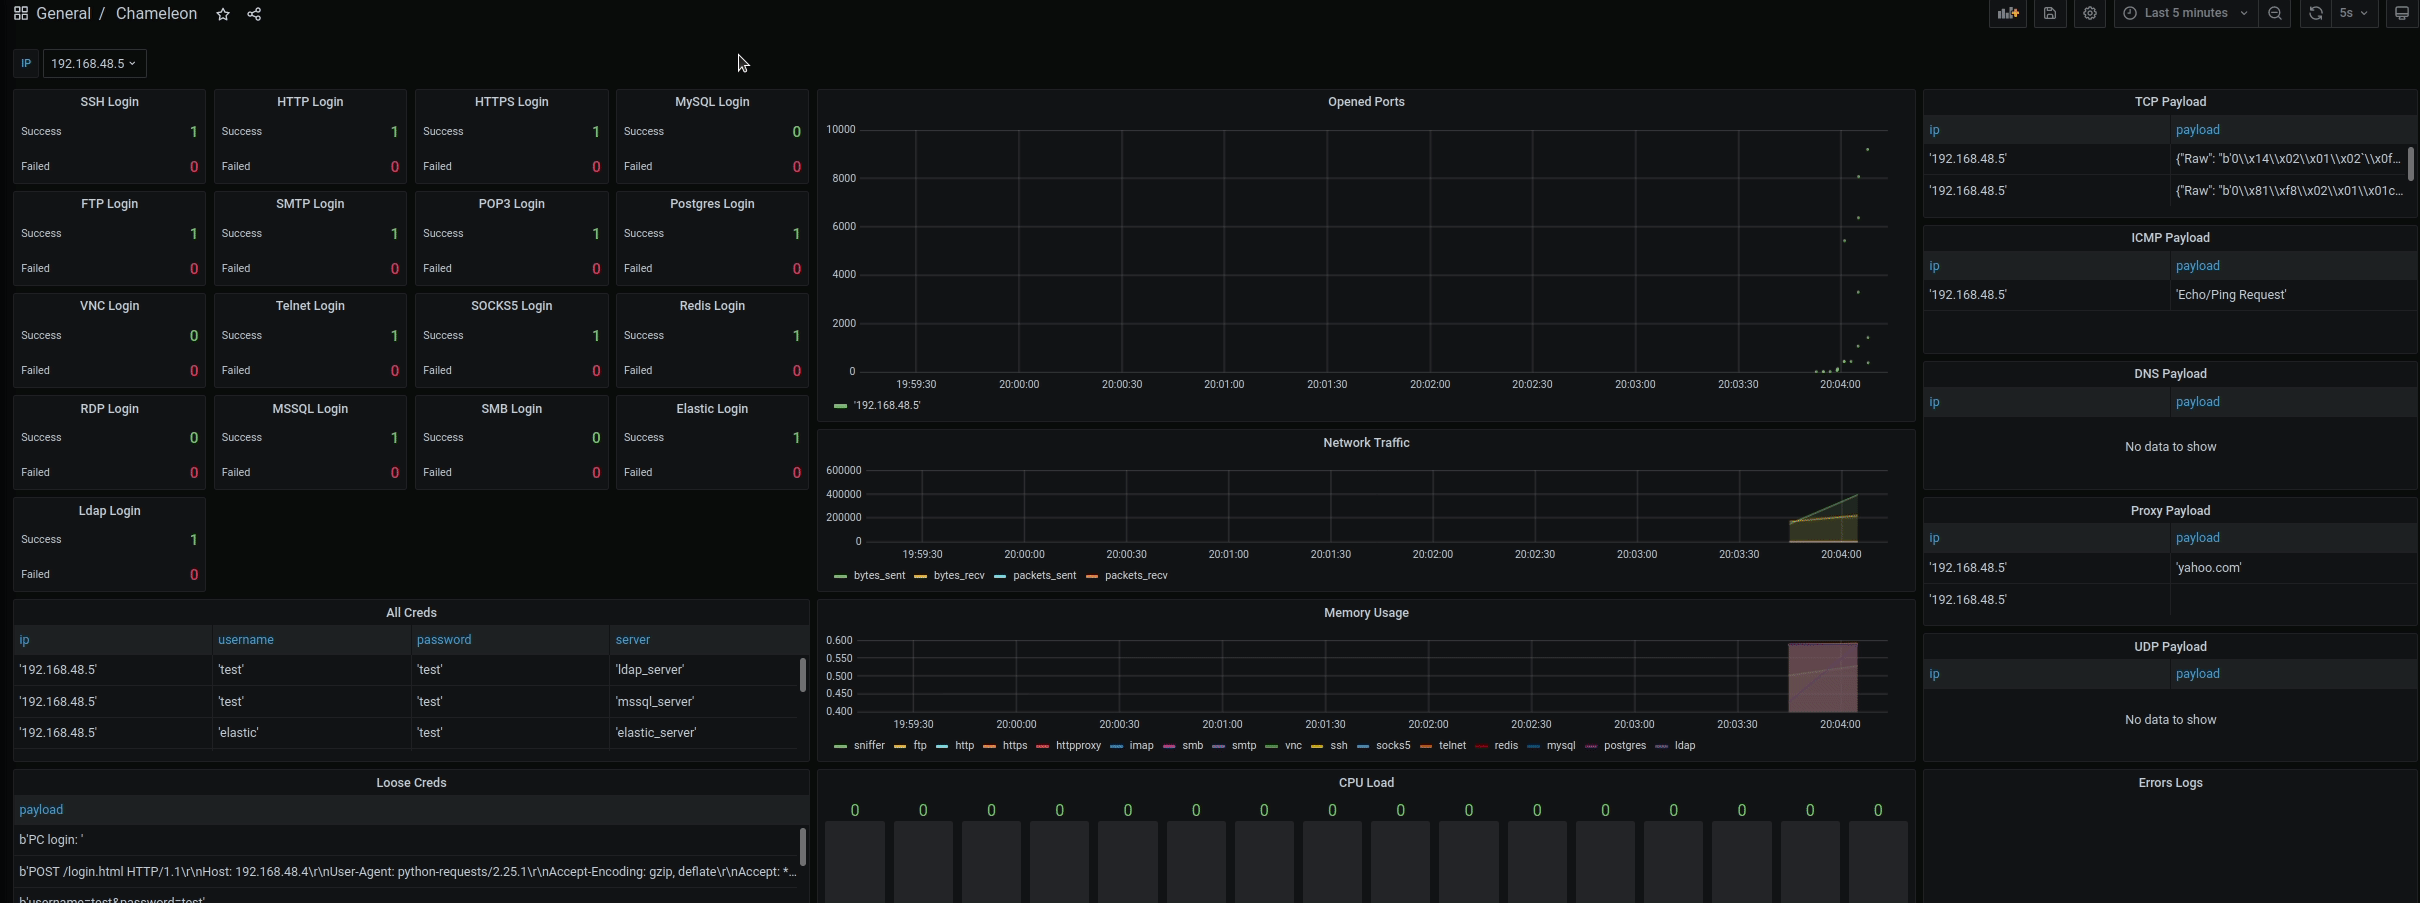 General / Chameleon
Last 5 minutes
5s
IP 192.168.48.5
SSH Login
Success 1
Failed 0
HTTP Login
Success 1
Failed 0
HTTPS Login
Success 1
Failed 0
MySQL Login
Success 0
Failed 0
FTP Login
Success 1
Failed 0
SMTP Login
Success 1
Failed 0
POP3 Login
Success 1
Failed 0
Postgres Login
Success 1
Failed 0
VNC Login
Success 0
Failed 0
Telnet Login
Success 1
Failed 0
SOCKS5 Login
Success 1
Failed 0
Redis Login
Success 1
Failed 0
RDP Login
Success 0
Failed 0
MSSQL Login
Success 1
Failed 0
SMB Login
Success 0
Failed 0
Elastic Login
Success 1
Failed 0
Ldap Login
Success 1
Failed 0
All Creds
ip username password server
'192.168.48.5' 'test' 'test' 'ldap_server'
'192.168.48.5' 'test' 'test' 'mssql_server'
'192.168.48.5' 'elastic' 'test' 'elastic_server'
Loose Creds
payload
b'PC login: '
b'POST /login.html HTTP/1.1\r\nHost: 192.168.48.4\r\nUser-Agent: python-requests/2.25.1\r\nAccept-Encoding: gzip, deflate\r\nAccept: *...
b'username=test&password=test'
Opened Ports
10000
8000
6000
4000
2000
0
19:59:30 20:00:00 20:00:30 20:01:00 20:01:30 20:02:00 20:02:30 20:03:00 20:03:30 20:04:00
'192.168.48.5'
Network Traffic
600000
400000
200000
0
19:59:30 20:00:00 20:00:30 20:01:00 20:01:30 20:02:00 20:02:30 20:03:00 20:03:30 20:04:00
bytes_sent bytes_recv packets_sent packets_recv
Memory Usage
0.600
0.550
0.500
0.450
0.400
19:59:30 20:00:00 20:00:30 20:01:00 20:01:30 20:02:00 20:02:30 20:03:00 20:03:30 20:04:00
sniffer ftp http https httpproxy imap smb smtp vnc ssh socks5 telnet redis mysql postgres ldap
CPU Load
0 0 0 0 0 0 0 0 0 0 0 0 0 0 0 0
TCP Payload
ip payload
'192.168.48.5' {"Raw": "b'0\\x14\\x02\\x01\\x02`\\x0f...
'192.168.48.5' {"Raw": "b'0\\x81\\xf8\\x02\\x01\\x01c...
ICMP Payload
ip payload
'192.168.48.5' 'Echo/Ping Request'
DNS Payload
ip payload
No data to show
Proxy Payload
ip payload
'192.168.48.5' 'yahoo.com'
'192.168.48.5'
UDP Payload
ip payload
No data to show
Errors Logs